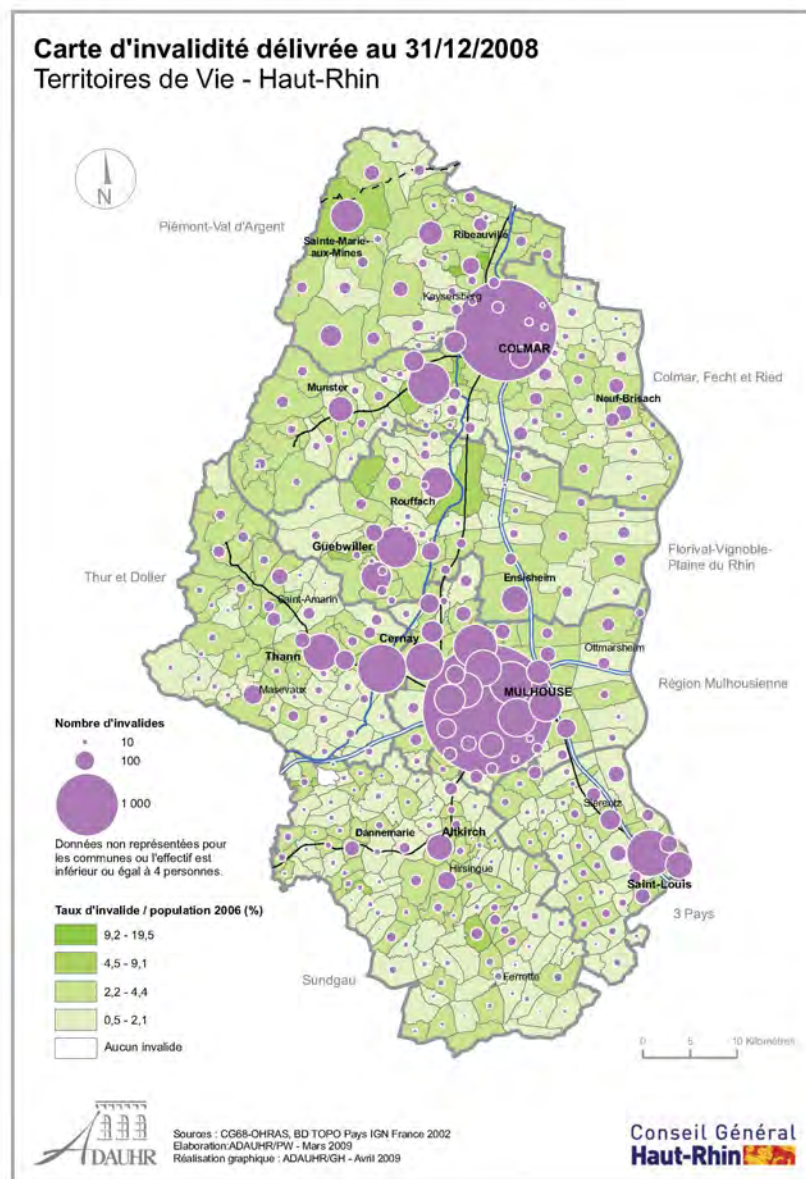 Carte d'invalidité délivrée au 31/12/2008
Territoires de Vie - Haut-Rhin
N
Piémont-Val d'Argent
Sainte-Marie-
aux-Mines
Ribeauvillé
Kaysersberg
COLMAR
Colmar, Fecht et Ried
Munster
Neuf-Brisach
Rouffach
Guebwiller
Florival-Vignoble-
Plaine du Rhin
Thur et Doller
Ensisheim
Saint-Amarin
Cernay
Ottmarsheim
Thann
Région Mulhousienne
MULHOUSE
Masevaux
Nombre d'invalides
10
100
1 000
Données non représentées pour
les communes ou l'effectif est
inférieur ou égal à 4 personnes.
Sierentz
Dannemarie
Altkirch
Hirsingue
Saint-Louis
3 Pays
Taux d'invalide / population 2006 (%)
9,2 - 19,5
4,5 - 9,1
2,2 - 4,4
0,5 - 2,1
Aucun invalide
Sundgau
Ferrette
0 5 10 Kilomètres
ADAUHR
Sources : CG68-OHRAS, BD TOPO Pays IGN France 2002
Elaboration:ADAUHR/PW - Mars 2009
Réalisation graphique : ADAUHR/GH - Avril 2009
Conseil Général
Haut-Rhin